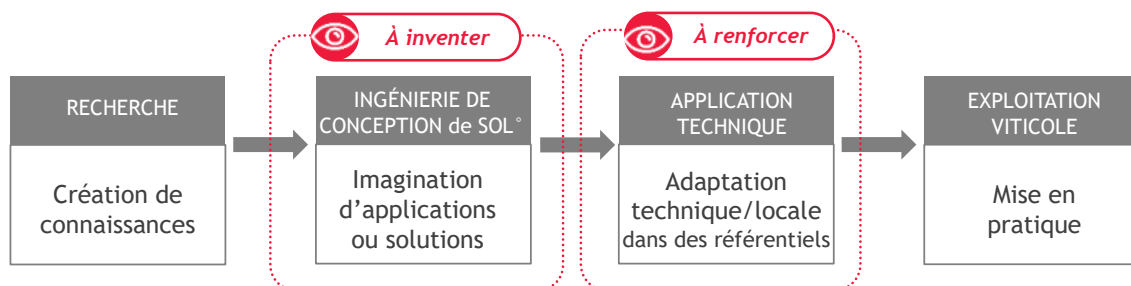 À inventer
À renforcer
RECHERCHE
Création de
connaissances
INGÉNIERIE DE
CONCEPTION de SOL°
Imagination
d’applications
ou solutions
APPLICATION
TECHNIQUE
Adaptation
technique/locale
dans des référentiels
EXPLOITATION
VITICOLE
Mise en
pratique